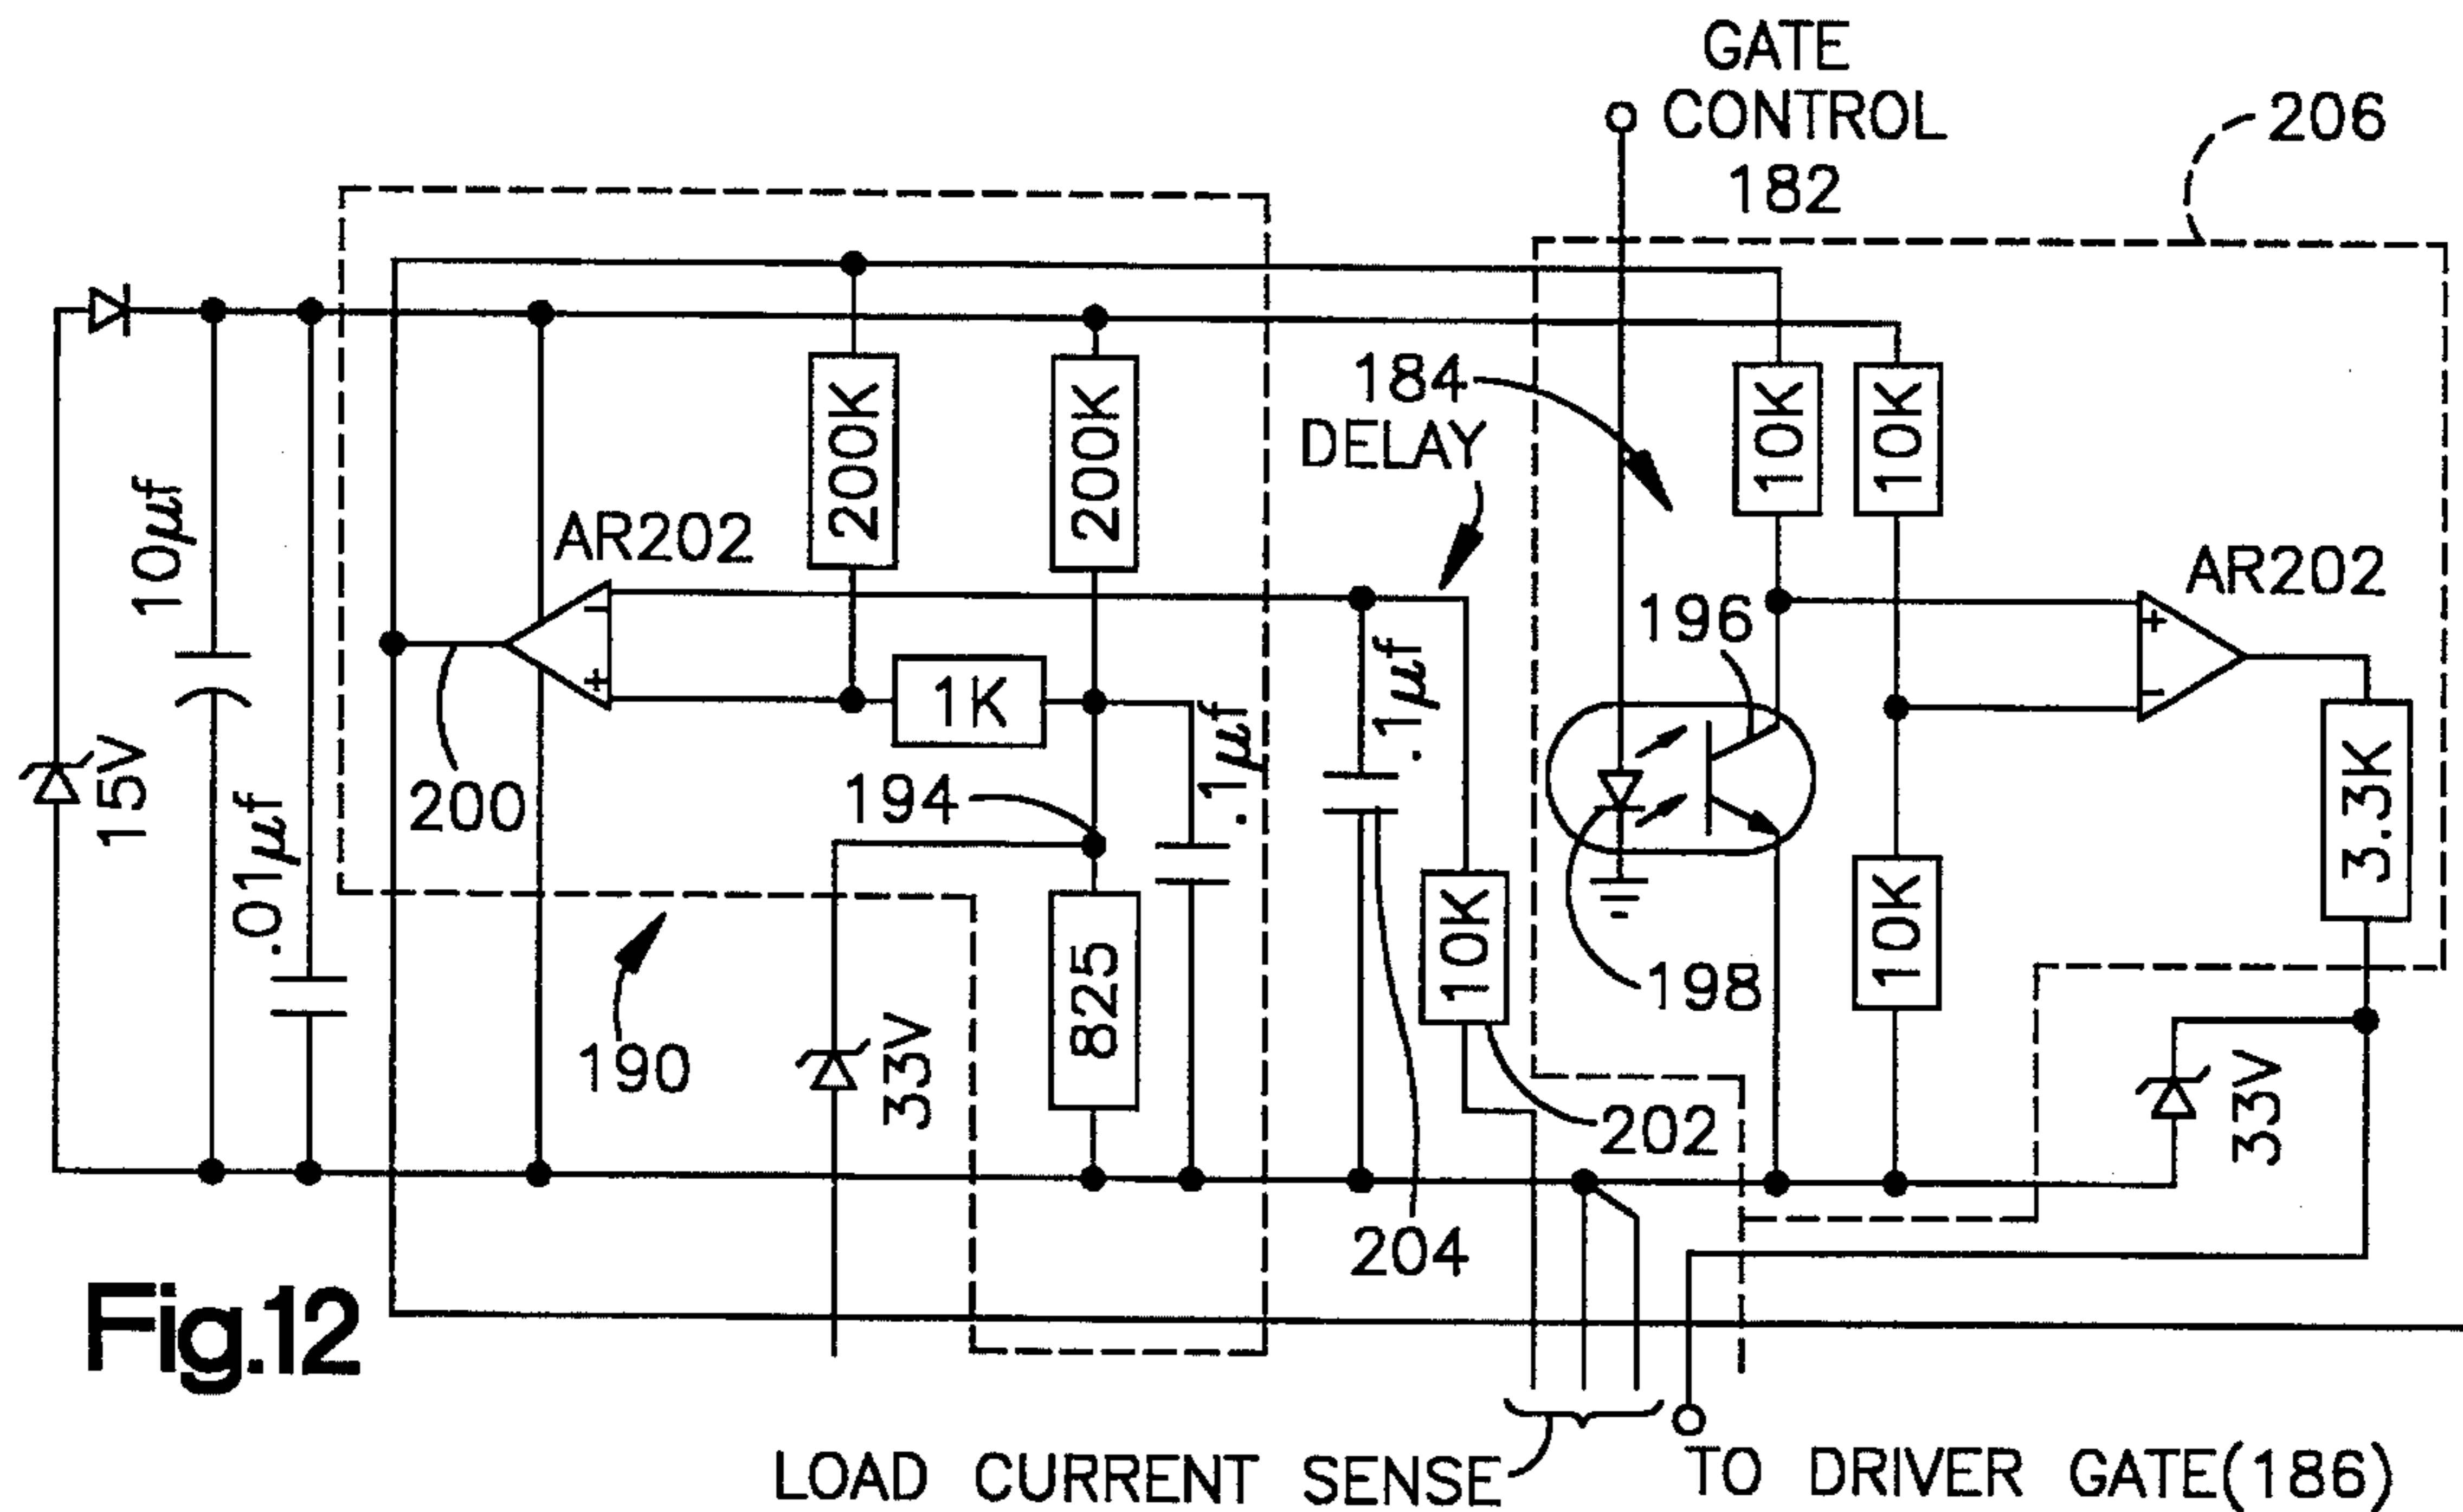 GATE
CONTROL
182
206
184
DELAY
200K
200K
10K
10K
10µf
AR202
AR202
196
1K
.1µf
.1µf
15V
200
194
3.3K
.01µf
10K
10K
198
825
190
33V
202
33V
204
Fig.12
LOAD CURRENT SENSE
TO DRIVER GATE(186)